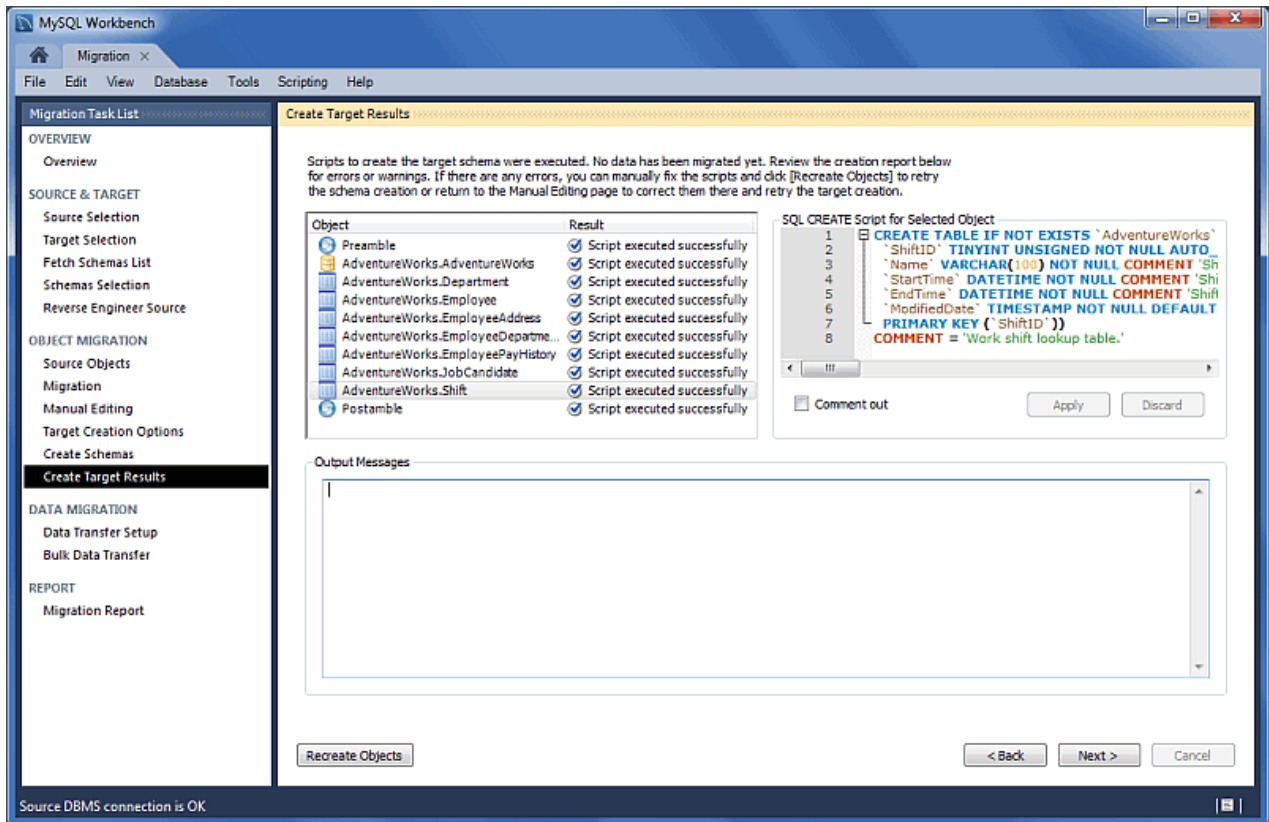 MySQL Workbench
Migration
File Edit View Database Tools Scripting Help
Migration Task List
OVERVIEW
Overview
SOURCE & TARGET
Source Selection
Target Selection
Fetch Schemas List
Schemas Selection
Reverse Engineer Source
OBJECT MIGRATION
Source Objects
Migration
Manual Editing
Target Creation Options
Create Schemas
Create Target Results
DATA MIGRATION
Data Transfer Setup
Bulk Data Transfer
REPORT
Migration Report
Create Target Results
Scripts to create the target schema were executed. No data has been migrated yet. Review the creation report below
for errors or warnings. If there are any errors, you can manually fix the scripts and click [Recreate Objects] to retry
the schema creation or return to the Manual Editing page to correct them there and retry the target creation.
Object Result
Preamble Script executed successfully
AdventureWorks.AdventureWorks Script executed successfully
AdventureWorks.Department Script executed successfully
AdventureWorks.Employee Script executed successfully
AdventureWorks.EmployeeAddress Script executed successfully
AdventureWorks.EmployeeDepartme... Script executed successfully
AdventureWorks.EmployeePayHistory Script executed successfully
AdventureWorks.JobCandidate Script executed successfully
AdventureWorks.Shift Script executed successfully
Postamble Script executed successfully
SQL CREATE Script for Selected Object
1 CREATE TABLE IF NOT EXISTS `AdventureWorks`
2 `ShiftID` TINYINT UNSIGNED NOT NULL AUTO_
3 `Name` VARCHAR(100) NOT NULL COMMENT 'Sh
4 `StartTime` DATETIME NOT NULL COMMENT 'Shi
5 `EndTime` DATETIME NOT NULL COMMENT 'Shift
6 `ModifiedDate` TIMESTAMP NOT NULL DEFAULT
7 PRIMARY KEY (`ShiftID`))
8 COMMENT = 'Work shift lookup table.'
Comment out Apply Discard
Output Messages
Recreate Objects < Back Next > Cancel
Source DBMS connection is OK